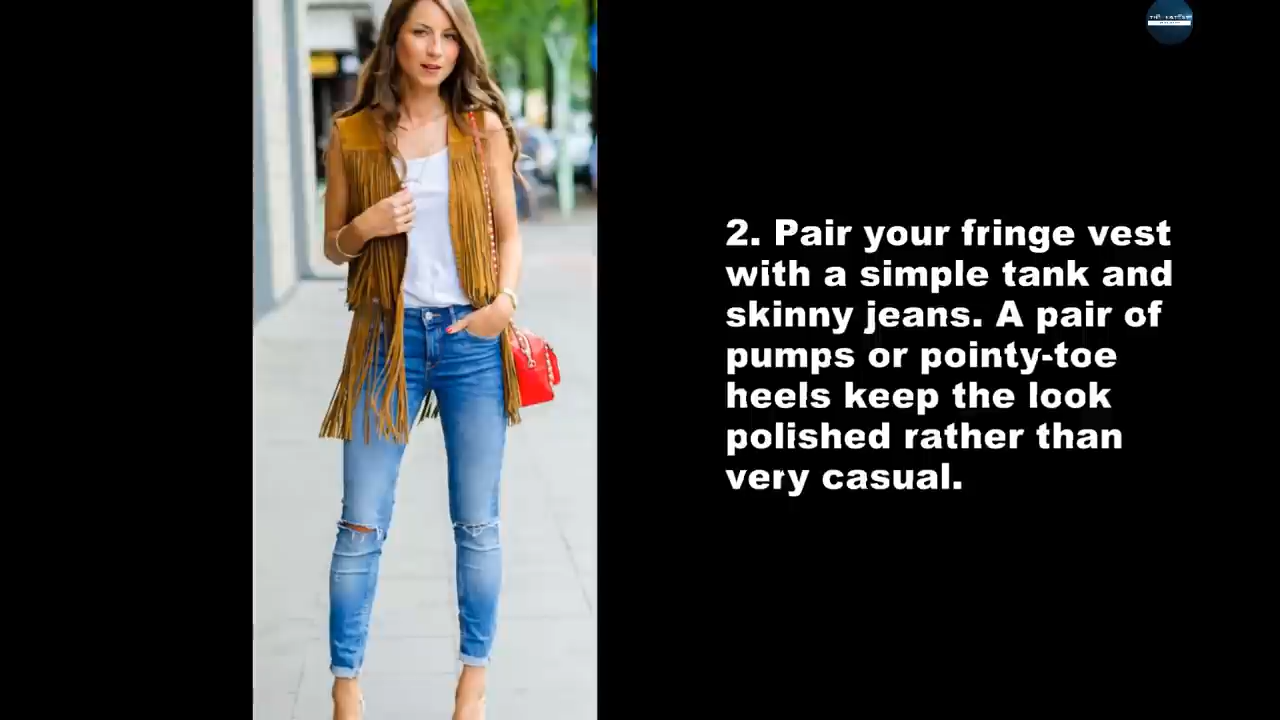 2. Pair your fringe vest
with a simple tank and
skinny jeans. A pair of
pumps or pointy-toe
heels keep the look
polished rather than
very casual.